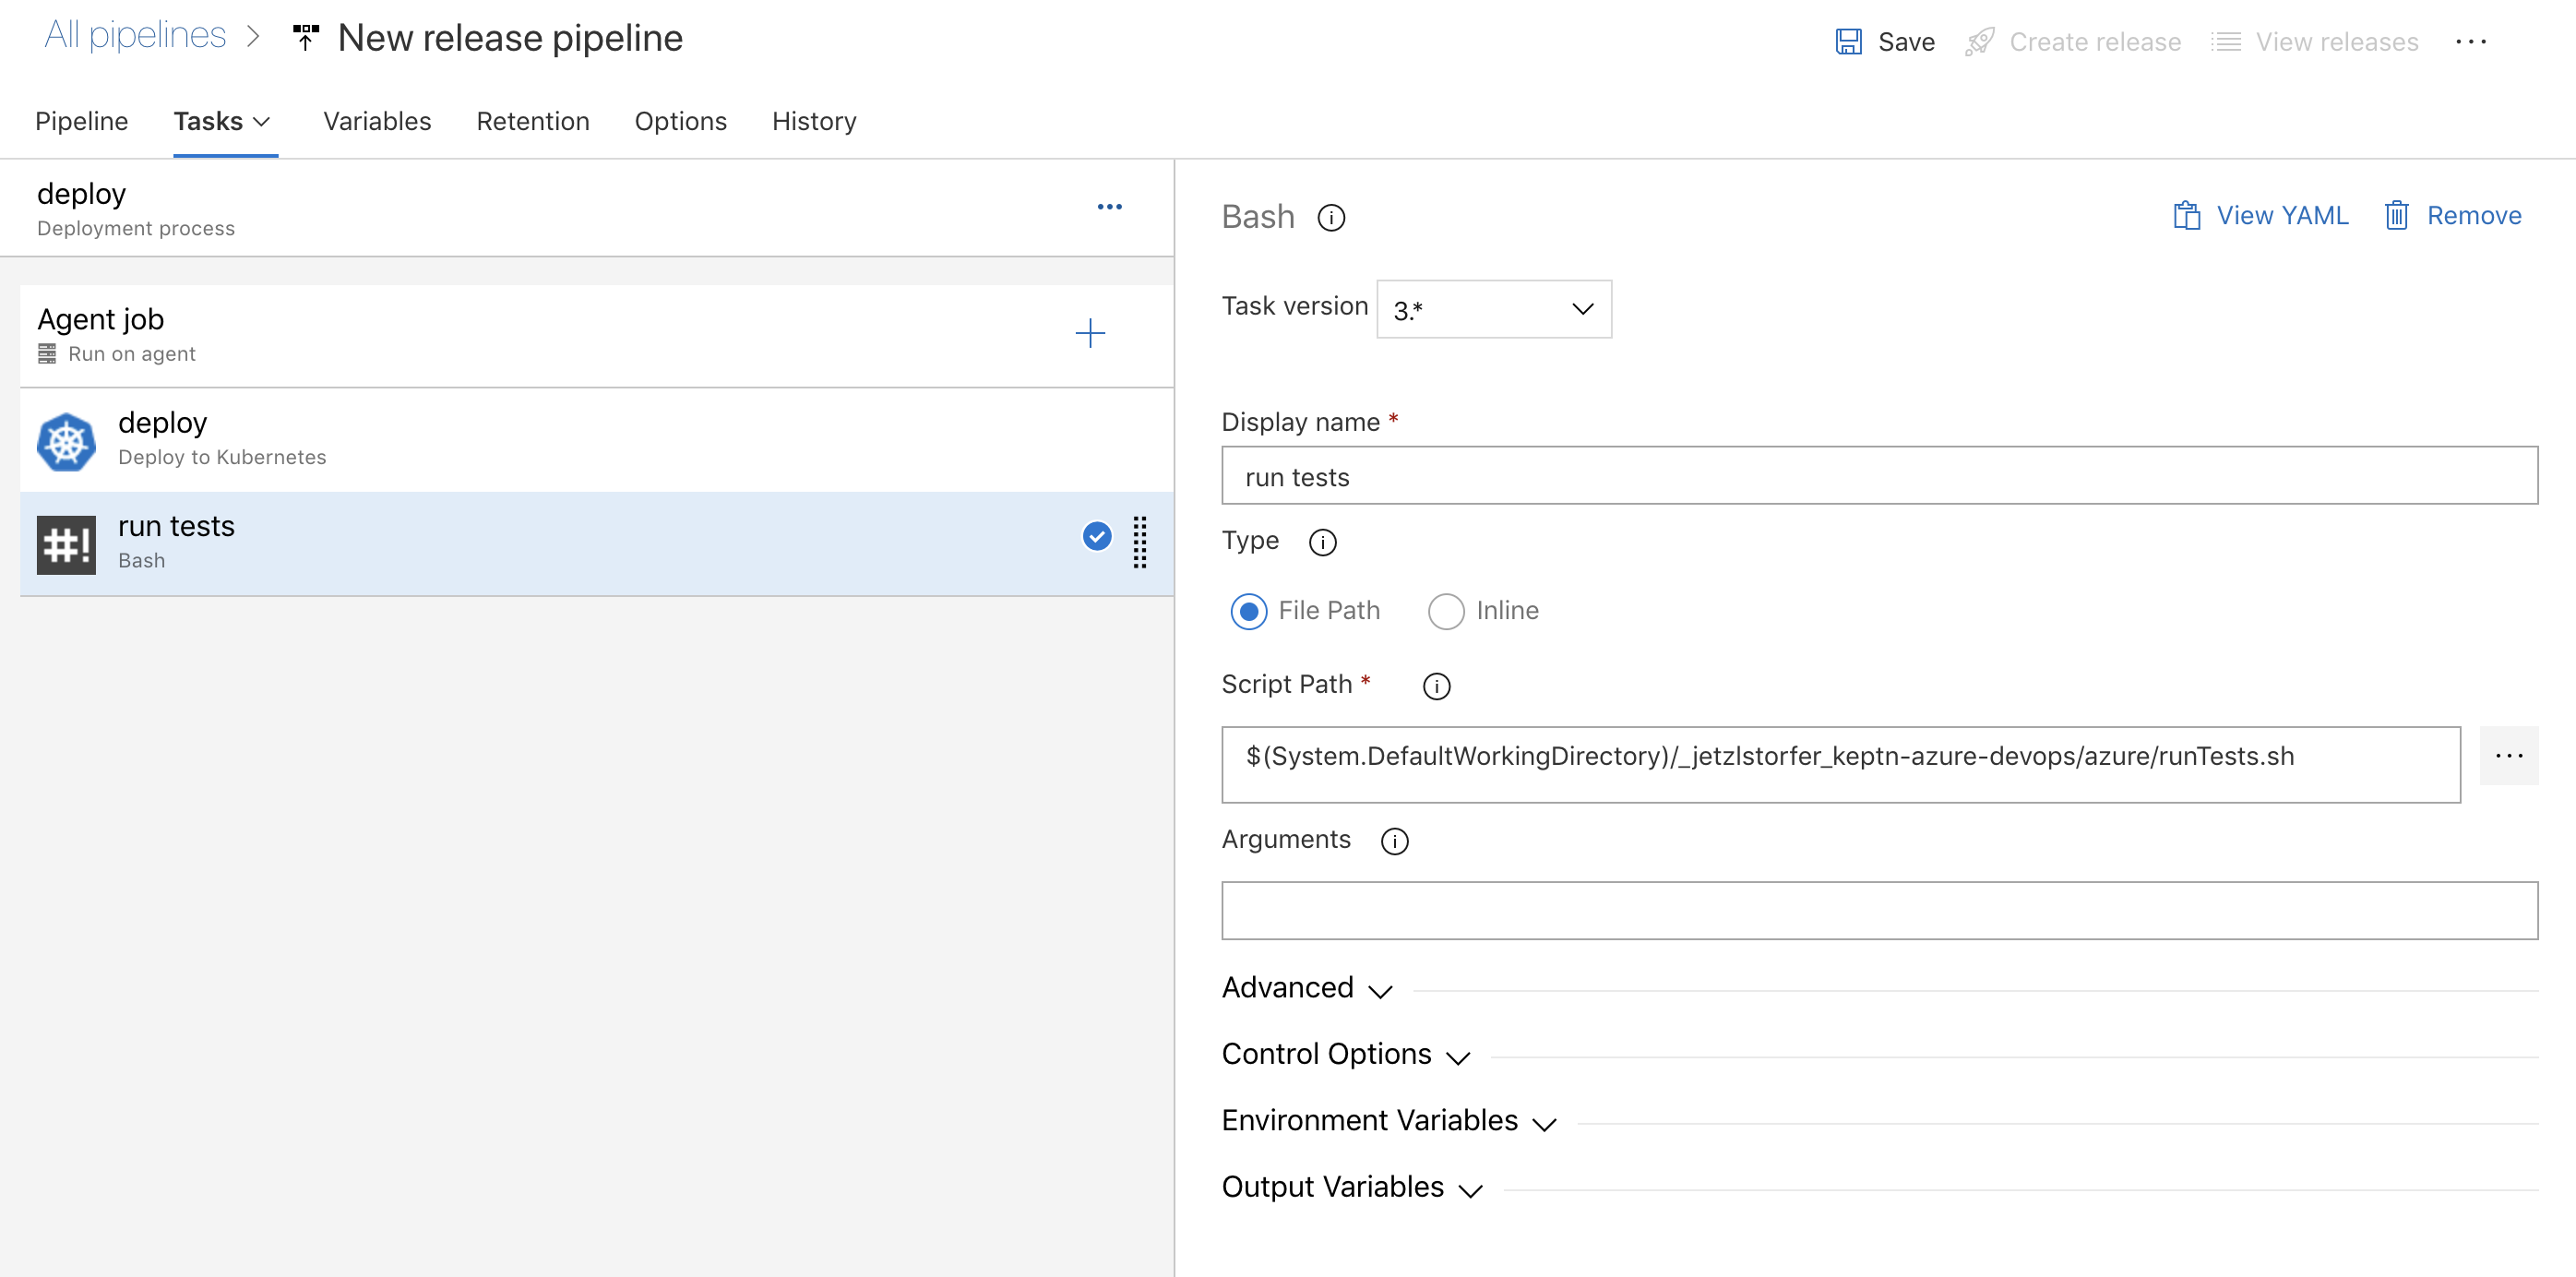 All pipelines > New release pipeline
Save Create release View releases ...
Pipeline Tasks Variables Retention Options History
deploy
Deployment process
...
Agent job
Run on agent
deploy
Deploy to Kubernetes
#! run tests
Bash
Bash
View YAML Remove
Task version 3.*
Display name *
run tests
Type
File Path Inline
Script Path *
$(System.DefaultWorkingDirectory)/_jetzlstorfer_keptn-azure-devops/azure/runTests.sh
...
Arguments
Advanced
Control Options
Environment Variables
Output Variables